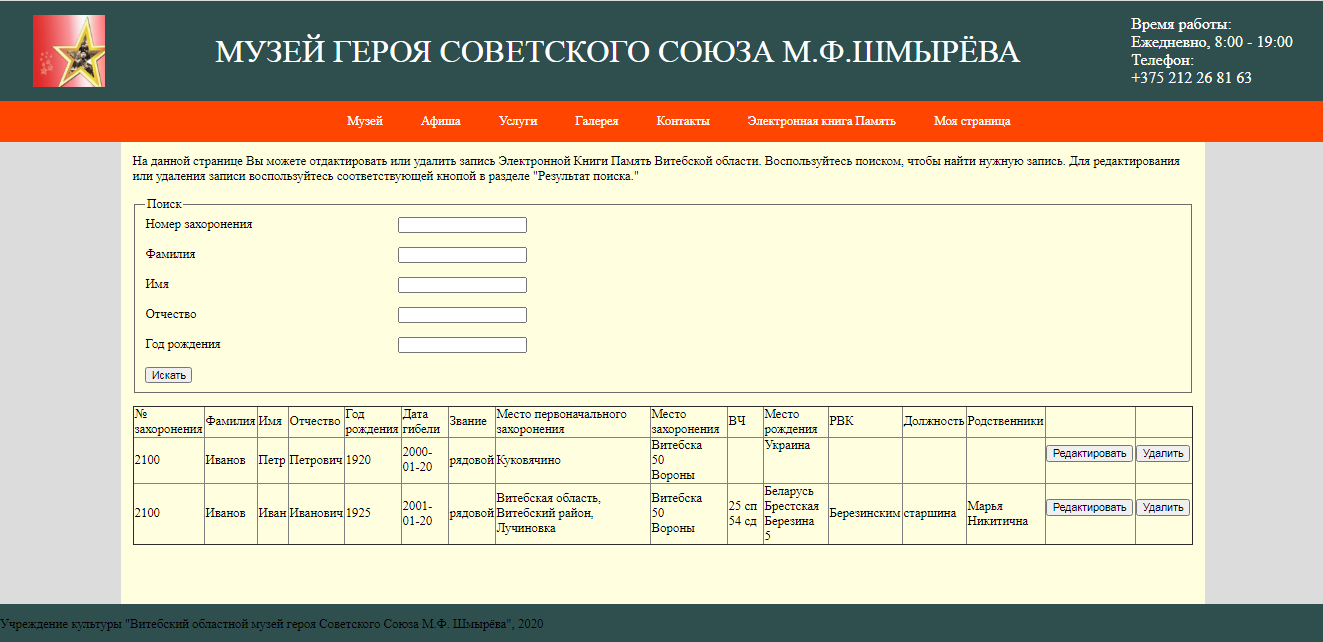 МУЗЕЙ ГЕРОЯ СОВЕТСКОГО СОЮЗА М.Ф.ШМЫРЁВА
Время работы:
Ежедневно, 8:00 - 19:00
Телефон:
+375 212 26 81 63
Музей Афиша Услуги Галерея Контакты Электронная книга Память Моя страница
На данной странице Вы можете отдактировать или удалить запись Электронной Книги Память Витебской области. Воспользуйтесь поиском, чтобы найти нужную запись. Для редактирования
или удаления записи воспользуйтесь соответствующей кнопой в разделе "Результат поиска."
Поиск
Номер захоронения
Фамилия
Имя
Отчество
Год рождения
Искать
№ захоронения Фамилия Имя Отчество Год рождения Дата гибели Звание Место первоначального захоронения Место захоронения ВЧ Место рождения РВК Должность Родственники
2100 Иванов Петр Петрович 1920 2000-01-20 рядовой Куковячино Витебска 50 Вороны Украина Редактировать Удалить
2100 Иванов Иван Иванович 1925 2001-01-20 рядовой Витебская область, Витебский район, Лучиновка Витебска 50 Вороны 25 сп 54 сд Беларусь Брестская Березина 5 Березинским старшина Марья Никитична Редактировать Удалить
Учреждение культуры "Витебский областной музей героя Советского Союза М.Ф. Шмырёва", 2020